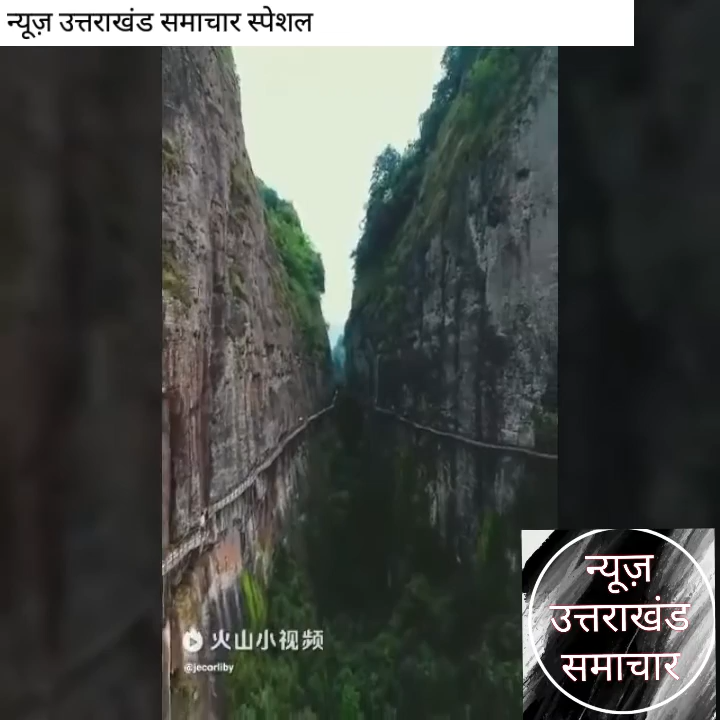 न्यूज़ उत्तराखंड समाचार स्पेशल
火山小视频
@jecarliby
न्यूज़
उत्तराखंड
समाचार